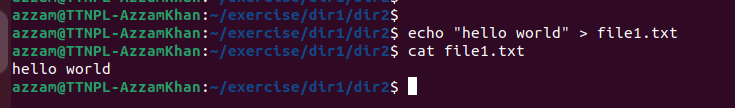 azzam@TTNPL-AzzamKhan:~/exercise/dir1/dir2$
azzam@TTNPL-AzzamKhan:~/exercise/dir1/dir2$ echo "hello world" > file1.txt
azzam@TTNPL-AzzamKhan:~/exercise/dir1/dir2$ cat file1.txt
hello world
azzam@TTNPL-AzzamKhan:~/exercise/dir1/dir2$